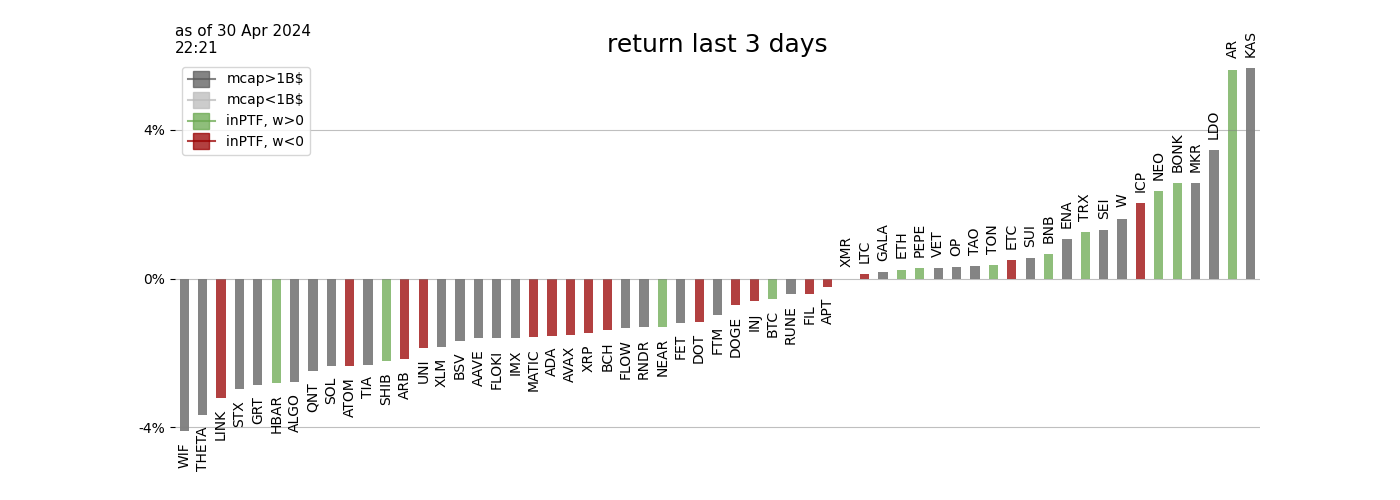 as of 30 Apr 2024
22:21
return last 3 days
mcap>1B$
mcap<1B$
inPTF, w>0
inPTF, w<0
4%
0%
-4%
WIF
THETA
LINK
STX
GRT
HBAR
ALGO
QNT
SOL
ATOM
TIA
SHIB
ARB
UNI
XLM
BSV
AAVE
FLOKI
IMX
MATIC
ADA
AVAX
XRP
BCH
FLOW
RNDR
NEAR
FET
DOT
FTM
DOGE
INJ
BTC
RUNE
FIL
APT
XMR
LTC
GALA
ETH
PEPE
VET
OP
TAO
TON
ETC
SUI
BNB
ENA
TRX
SEI
W
ICP
NEO
BONK
MKR
LDO
AR
KAS